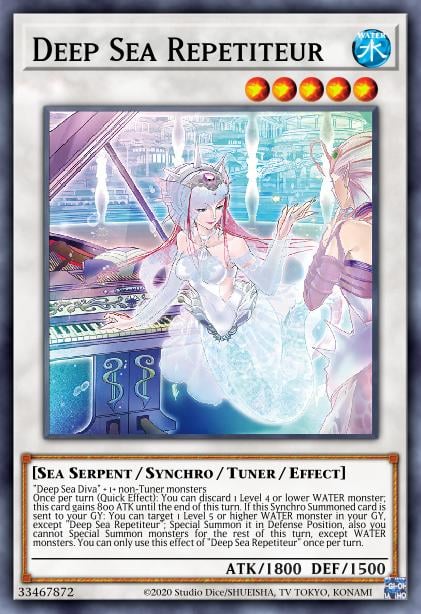 DEEP SEA REPETITEUR
WATER
水
[SEA SERPENT / SYNCHRO / TUNER / EFFECT]
"Deep Sea Diva" + 1+ non-Tuner monsters
Once per turn (Quick Effect): You can discard 1 Level 4 or lower WATER monster;
this card gains 800 ATK until the end of this turn. If this Synchro Summoned card is
sent to your GY: You can target 1 Level 5 or higher WATER monster in your GY,
except "Deep Sea Repetiteur"; Special Summon it in Defense Position, also you
cannot Special Summon monsters for the rest of this turn, except WATER
monsters. You can only use this effect of "Deep Sea Repetiteur" once per turn.
ATK/1800 DEF/1500
33467872
©2020 Studio Dice/SHUEISHA, TV TOKYO, KONAMI